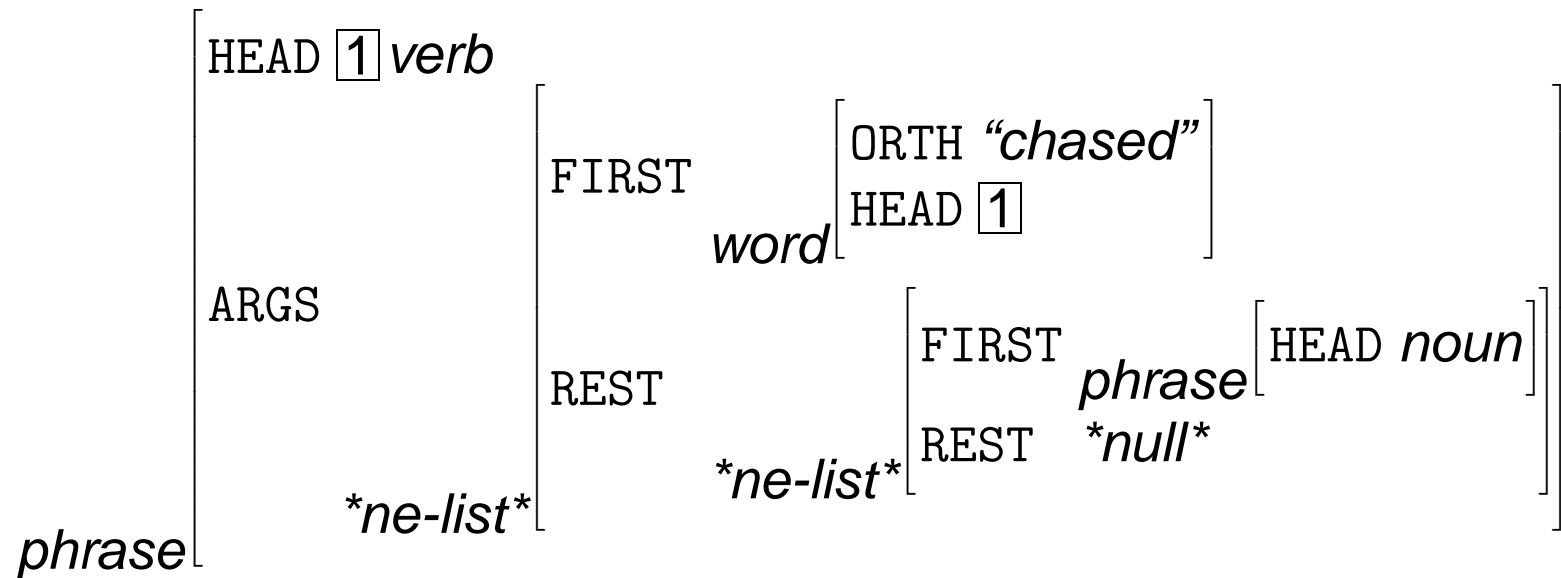 HEAD 1 verb
ORTH “chased”
FIRST
HEAD 1
word
ARGS
FIRST
HEAD noun
phrase
REST
REST *null*
*ne-list*
*ne-list*
phrase